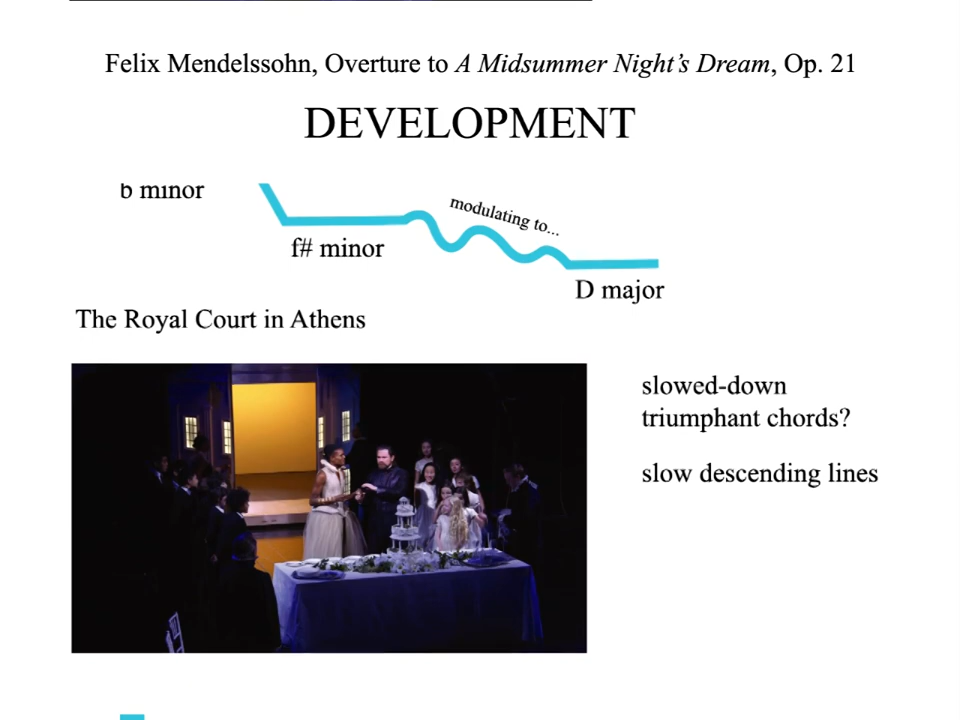 Felix Mendelssohn, Overture to A Midsummer Night's Dream, Op. 21
DEVELOPMENT
b minor
modulating to...
f# minor
D major
The Royal Court in Athens
slowed-down
triumphant chords?
slow descending lines